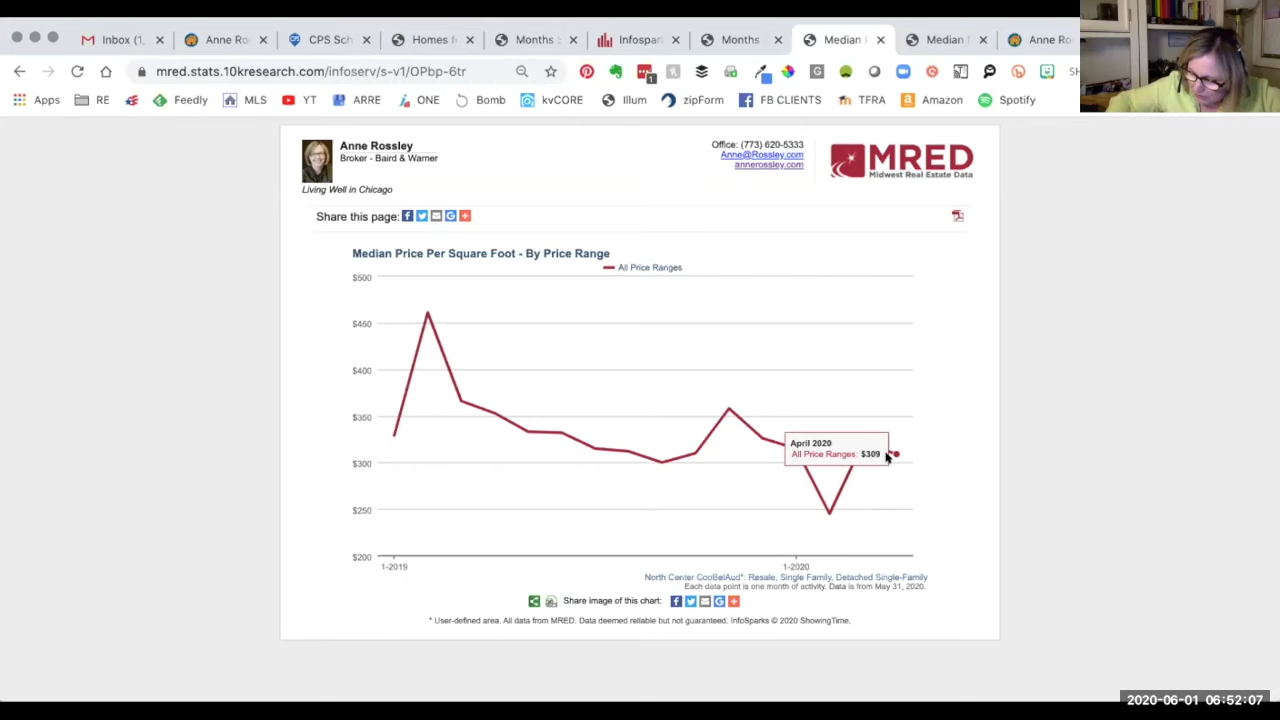 Inbox (1,
Anne Ro
CPS Sch
Homes f
Months S
Infospar
Months
Median
Median
Anne Ro
mred.stats.10kresearch.com/infoserv/s-v1/OPbp-6tr
1
Apps
RE
Feedly
MLS
YT
ARRE
ONE
Bomb
kvCORE
Illum
zipForm
FB CLIENTS
TFRA
Amazon
Spotify
Anne Rossley
Broker - Baird & Warner
Living Well in Chicago
Office: (773) 620-5333
Anne@Rossley.com
annerossley.com
MRED
Midwest Real Estate Data
Share this page:
Median Price Per Square Foot - By Price Range
All Price Ranges
$500
$450
$400
$350
$300
$250
$200
April 2020
All Price Ranges: $309
1-2019
1-2020
North Center CooBelAud*: Resale, Single Family, Detached Single-Family
Each data point is one month of activity. Data is from May 31, 2020.
Share image of this chart:
* User-defined area. All data from MRED. Data deemed reliable but not guaranteed. InfoSparks © 2020 ShowingTime.
2020-06-01 06:52:07